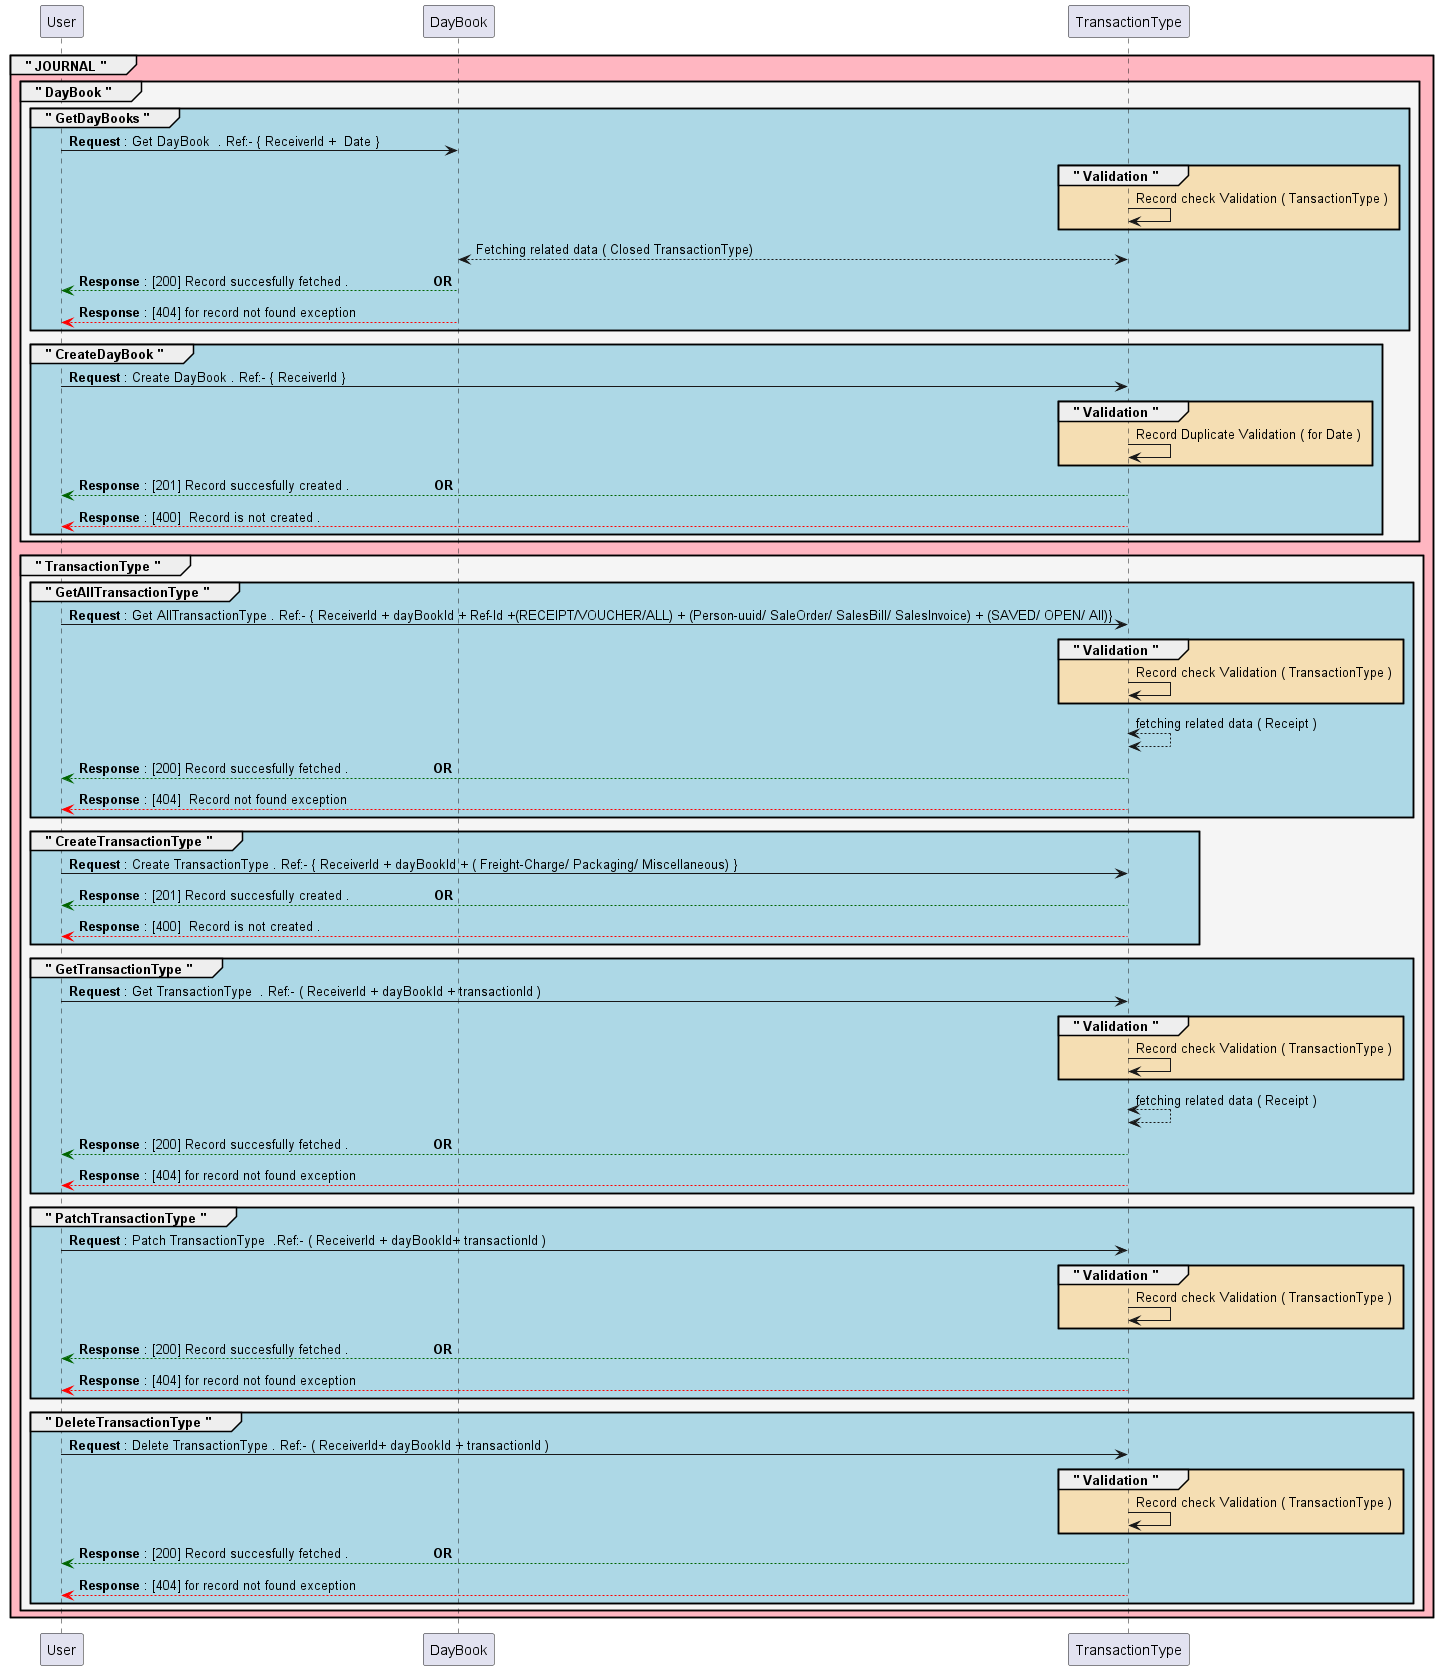 User
DayBook
TransactionType
" JOURNAL "
" DayBook "
" GetDayBooks "
Request : Get DayBook  . Ref:- { ReceiverId +  Date }
" Validation "
Record check Validation ( TansactionType )
Fetching related data ( Closed TransactionType)
Response : [200] Record succesfully fetched . OR
Response : [404] for record not found exception
" CreateDayBook "
Request : Create DayBook . Ref:- { ReceiverId }
" Validation "
Record Duplicate Validation ( for Date )
Response : [201] Record succesfully created . OR
Response : [400]  Record is not created .
" TransactionType "
" GetAllTransactionType "
Request : Get AllTransactionType . Ref:- { ReceiverId + dayBookId + Ref-Id +(RECEIPT/VOUCHER/ALL) + (Person-uuid/ SaleOrder/ SalesBill/ SalesInvoice) + (SAVED/ OPEN/ All)}
" Validation "
Record check Validation ( TransactionType )
fetching related data ( Receipt )
Response : [200] Record succesfully fetched . OR
Response : [404]  Record not found exception
" CreateTransactionType "
Request : Create TransactionType . Ref:- { ReceiverId + dayBookId + ( Freight-Charge/ Packaging/ Miscellaneous) }
Response : [201] Record succesfully created . OR
Response : [400]  Record is not created .
" GetTransactionType "
Request : Get TransactionType  . Ref:- ( ReceiverId + dayBookId + transactionId )
" Validation "
Record check Validation ( TransactionType )
fetching related data ( Receipt )
Response : [200] Record succesfully fetched . OR
Response : [404] for record not found exception
" PatchTransactionType "
Request : Patch TransactionType  .Ref:- ( ReceiverId + dayBookId+ transactionId )
" Validation "
Record check Validation ( TransactionType )
Response : [200] Record succesfully fetched . OR
Response : [404] for record not found exception
" DeleteTransactionType "
Request : Delete TransactionType . Ref:- ( ReceiverId+ dayBookId + transactionId )
" Validation "
Record check Validation ( TransactionType )
Response : [200] Record succesfully fetched . OR
Response : [404] for record not found exception
User
DayBook
TransactionType